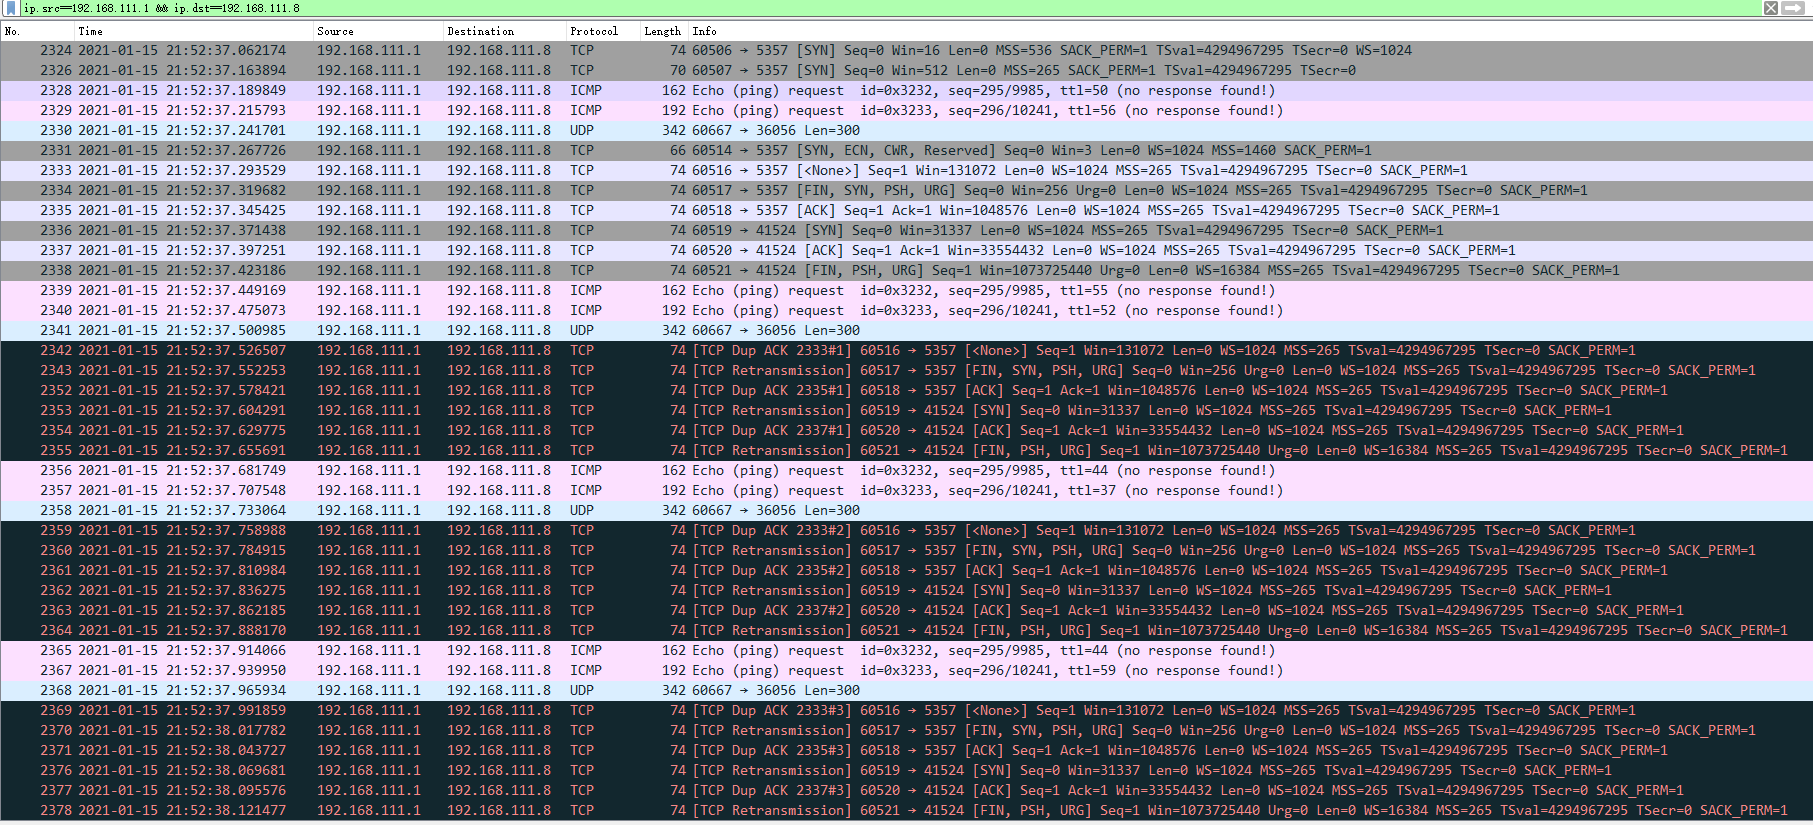 ip.src==192.168.111.1 && ip.dst==192.168.111.8
No. Time Source Destination Protocol Length Info
2324 2021-01-15 21:52:37.062174 192.168.111.1 192.168.111.8 TCP 74 60506 → 5357 [SYN] Seq=0 Win=16 Len=0 MSS=536 SACK_PERM=1 TSval=4294967295 TSecr=0 WS=1024
2326 2021-01-15 21:52:37.163894 192.168.111.1 192.168.111.8 TCP 70 60507 → 5357 [SYN] Seq=0 Win=512 Len=0 MSS=265 SACK_PERM=1 TSval=4294967295 TSecr=0
2328 2021-01-15 21:52:37.189849 192.168.111.1 192.168.111.8 ICMP 162 Echo (ping) request id=0x3232, seq=295/9985, ttl=50 (no response found!)
2329 2021-01-15 21:52:37.215793 192.168.111.1 192.168.111.8 ICMP 192 Echo (ping) request id=0x3233, seq=296/10241, ttl=56 (no response found!)
2330 2021-01-15 21:52:37.241701 192.168.111.1 192.168.111.8 UDP 342 60667 → 36056 Len=300
2331 2021-01-15 21:52:37.267726 192.168.111.1 192.168.111.8 TCP 66 60514 → 5357 [SYN, ECN, CWR, Reserved] Seq=0 Win=3 Len=0 WS=1024 MSS=1460 SACK_PERM=1
2333 2021-01-15 21:52:37.293529 192.168.111.1 192.168.111.8 TCP 74 60516 → 5357 [<None>] Seq=1 Win=131072 Len=0 WS=1024 MSS=265 TSval=4294967295 TSecr=0 SACK_PERM=1
2334 2021-01-15 21:52:37.319682 192.168.111.1 192.168.111.8 TCP 74 60517 → 5357 [FIN, SYN, PSH, URG] Seq=0 Win=256 Urg=0 Len=0 WS=1024 MSS=265 TSval=4294967295 TSecr=0 SACK_PERM=1
2335 2021-01-15 21:52:37.345425 192.168.111.1 192.168.111.8 TCP 74 60518 → 5357 [ACK] Seq=1 Ack=1 Win=1048576 Len=0 WS=1024 MSS=265 TSval=4294967295 TSecr=0 SACK_PERM=1
2336 2021-01-15 21:52:37.371438 192.168.111.1 192.168.111.8 TCP 74 60519 → 41524 [SYN] Seq=0 Win=31337 Len=0 WS=1024 MSS=265 TSval=4294967295 TSecr=0 SACK_PERM=1
2337 2021-01-15 21:52:37.397251 192.168.111.1 192.168.111.8 TCP 74 60520 → 41524 [ACK] Seq=1 Ack=1 Win=33554432 Len=0 WS=1024 MSS=265 TSval=4294967295 TSecr=0 SACK_PERM=1
2338 2021-01-15 21:52:37.423186 192.168.111.1 192.168.111.8 TCP 74 60521 → 41524 [FIN, PSH, URG] Seq=1 Win=1073725440 Urg=0 Len=0 WS=16384 MSS=265 TSval=4294967295 TSecr=0 SACK_PERM=1
2339 2021-01-15 21:52:37.449169 192.168.111.1 192.168.111.8 ICMP 162 Echo (ping) request id=0x3232, seq=295/9985, ttl=55 (no response found!)
2340 2021-01-15 21:52:37.475073 192.168.111.1 192.168.111.8 ICMP 192 Echo (ping) request id=0x3233, seq=296/10241, ttl=52 (no response found!)
2341 2021-01-15 21:52:37.500985 192.168.111.1 192.168.111.8 UDP 342 60667 → 36056 Len=300
2342 2021-01-15 21:52:37.526507 192.168.111.1 192.168.111.8 TCP 74 [TCP Dup ACK 2333#1] 60516 → 5357 [<None>] Seq=1 Win=131072 Len=0 WS=1024 MSS=265 TSval=4294967295 TSecr=0 SACK_PERM=1
2343 2021-01-15 21:52:37.552253 192.168.111.1 192.168.111.8 TCP 74 [TCP Retransmission] 60517 → 5357 [FIN, SYN, PSH, URG] Seq=0 Win=256 Urg=0 Len=0 WS=1024 MSS=265 TSval=4294967295 TSecr=0 SACK_PERM=1
2352 2021-01-15 21:52:37.578421 192.168.111.1 192.168.111.8 TCP 74 [TCP Dup ACK 2335#1] 60518 → 5357 [ACK] Seq=1 Ack=1 Win=1048576 Len=0 WS=1024 MSS=265 TSval=4294967295 TSecr=0 SACK_PERM=1
2353 2021-01-15 21:52:37.604291 192.168.111.1 192.168.111.8 TCP 74 [TCP Retransmission] 60519 → 41524 [SYN] Seq=0 Win=31337 Len=0 WS=1024 MSS=265 TSval=4294967295 TSecr=0 SACK_PERM=1
2354 2021-01-15 21:52:37.629775 192.168.111.1 192.168.111.8 TCP 74 [TCP Dup ACK 2337#1] 60520 → 41524 [ACK] Seq=1 Ack=1 Win=33554432 Len=0 WS=1024 MSS=265 TSval=4294967295 TSecr=0 SACK_PERM=1
2355 2021-01-15 21:52:37.655691 192.168.111.1 192.168.111.8 TCP 74 [TCP Retransmission] 60521 → 41524 [FIN, PSH, URG] Seq=1 Win=1073725440 Urg=0 Len=0 WS=16384 MSS=265 TSval=4294967295 TSecr=0 SACK_PERM=1
2356 2021-01-15 21:52:37.681749 192.168.111.1 192.168.111.8 ICMP 162 Echo (ping) request id=0x3232, seq=295/9985, ttl=44 (no response found!)
2357 2021-01-15 21:52:37.707548 192.168.111.1 192.168.111.8 ICMP 192 Echo (ping) request id=0x3233, seq=296/10241, ttl=37 (no response found!)
2358 2021-01-15 21:52:37.733064 192.168.111.1 192.168.111.8 UDP 342 60667 → 36056 Len=300
2359 2021-01-15 21:52:37.758988 192.168.111.1 192.168.111.8 TCP 74 [TCP Dup ACK 2333#2] 60516 → 5357 [<None>] Seq=1 Win=131072 Len=0 WS=1024 MSS=265 TSval=4294967295 TSecr=0 SACK_PERM=1
2360 2021-01-15 21:52:37.784915 192.168.111.1 192.168.111.8 TCP 74 [TCP Retransmission] 60517 → 5357 [FIN, SYN, PSH, URG] Seq=0 Win=256 Urg=0 Len=0 WS=1024 MSS=265 TSval=4294967295 TSecr=0 SACK_PERM=1
2361 2021-01-15 21:52:37.810984 192.168.111.1 192.168.111.8 TCP 74 [TCP Dup ACK 2335#2] 60518 → 5357 [ACK] Seq=1 Ack=1 Win=1048576 Len=0 WS=1024 MSS=265 TSval=4294967295 TSecr=0 SACK_PERM=1
2362 2021-01-15 21:52:37.836275 192.168.111.1 192.168.111.8 TCP 74 [TCP Retransmission] 60519 → 41524 [SYN] Seq=0 Win=31337 Len=0 WS=1024 MSS=265 TSval=4294967295 TSecr=0 SACK_PERM=1
2363 2021-01-15 21:52:37.862185 192.168.111.1 192.168.111.8 TCP 74 [TCP Dup ACK 2337#2] 60520 → 41524 [ACK] Seq=1 Ack=1 Win=33554432 Len=0 WS=1024 MSS=265 TSval=4294967295 TSecr=0 SACK_PERM=1
2364 2021-01-15 21:52:37.888170 192.168.111.1 192.168.111.8 TCP 74 [TCP Retransmission] 60521 → 41524 [FIN, PSH, URG] Seq=1 Win=1073725440 Urg=0 Len=0 WS=16384 MSS=265 TSval=4294967295 TSecr=0 SACK_PERM=1
2365 2021-01-15 21:52:37.914066 192.168.111.1 192.168.111.8 ICMP 162 Echo (ping) request id=0x3232, seq=295/9985, ttl=44 (no response found!)
2367 2021-01-15 21:52:37.939950 192.168.111.1 192.168.111.8 ICMP 192 Echo (ping) request id=0x3233, seq=296/10241, ttl=59 (no response found!)
2368 2021-01-15 21:52:37.965934 192.168.111.1 192.168.111.8 UDP 342 60667 → 36056 Len=300
2369 2021-01-15 21:52:37.991859 192.168.111.1 192.168.111.8 TCP 74 [TCP Dup ACK 2333#3] 60516 → 5357 [<None>] Seq=1 Win=131072 Len=0 WS=1024 MSS=265 TSval=4294967295 TSecr=0 SACK_PERM=1
2370 2021-01-15 21:52:38.017782 192.168.111.1 192.168.111.8 TCP 74 [TCP Retransmission] 60517 → 5357 [FIN, SYN, PSH, URG] Seq=0 Win=256 Urg=0 Len=0 WS=1024 MSS=265 TSval=4294967295 TSecr=0 SACK_PERM=1
2371 2021-01-15 21:52:38.043727 192.168.111.1 192.168.111.8 TCP 74 [TCP Dup ACK 2335#3] 60518 → 5357 [ACK] Seq=1 Ack=1 Win=1048576 Len=0 WS=1024 MSS=265 TSval=4294967295 TSecr=0 SACK_PERM=1
2376 2021-01-15 21:52:38.069681 192.168.111.1 192.168.111.8 TCP 74 [TCP Retransmission] 60519 → 41524 [SYN] Seq=0 Win=31337 Len=0 WS=1024 MSS=265 TSval=4294967295 TSecr=0 SACK_PERM=1
2377 2021-01-15 21:52:38.095576 192.168.111.1 192.168.111.8 TCP 74 [TCP Dup ACK 2337#3] 60520 → 41524 [ACK] Seq=1 Ack=1 Win=33554432 Len=0 WS=1024 MSS=265 TSval=4294967295 TSecr=0 SACK_PERM=1
2378 2021-01-15 21:52:38.121477 192.168.111.1 192.168.111.8 TCP 74 [TCP Retransmission] 60521 → 41524 [FIN, PSH, URG] Seq=1 Win=1073725440 Urg=0 Len=0 WS=16384 MSS=265 TSval=4294967295 TSecr=0 SACK_PERM=1